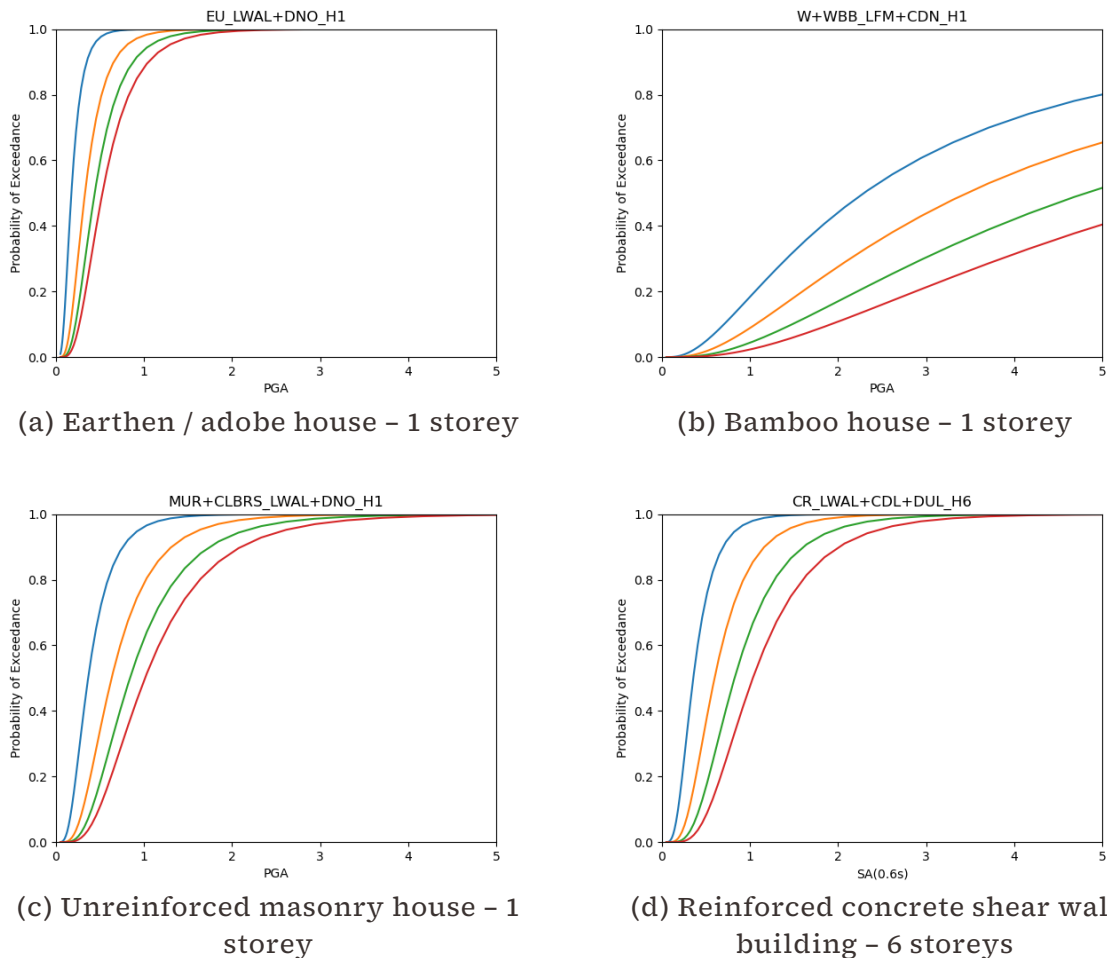 EU_LWAL+DNO_H1
Probability of Exceedance
1.0
0.8
0.6
0.4
0.2
0.0
0 1 2 3 4 5
PGA
(a) Earthen / adobe house – 1 storey
W+WBB_LFM+CDN_H1
Probability of Exceedance
1.0
0.8
0.6
0.4
0.2
0.0
0 1 2 3 4 5
PGA
(b) Bamboo house – 1 storey
MUR+CLBRS_LWAL+DNO_H1
Probability of Exceedance
1.0
0.8
0.6
0.4
0.2
0.0
0 1 2 3 4 5
PGA
(c) Unreinforced masonry house – 1
storey
CR_LWAL+CDL+DUL_H6
Probability of Exceedance
1.0
0.8
0.6
0.4
0.2
0.0
0 1 2 3 4 5
SA(0.6s)
(d) Reinforced concrete shear wal
building – 6 storeys